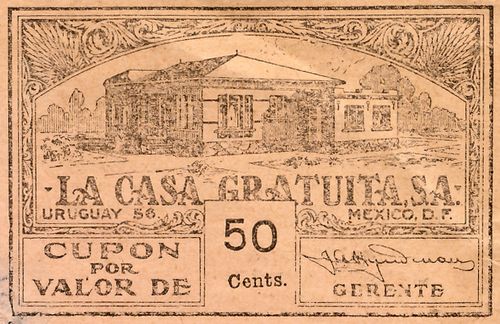 LA CASA GRATUITA, S.A.
URUGUAY 56. MEXICO, D.F.
CUPON
POR
VALOR DE
50
Cents.
GERENTE